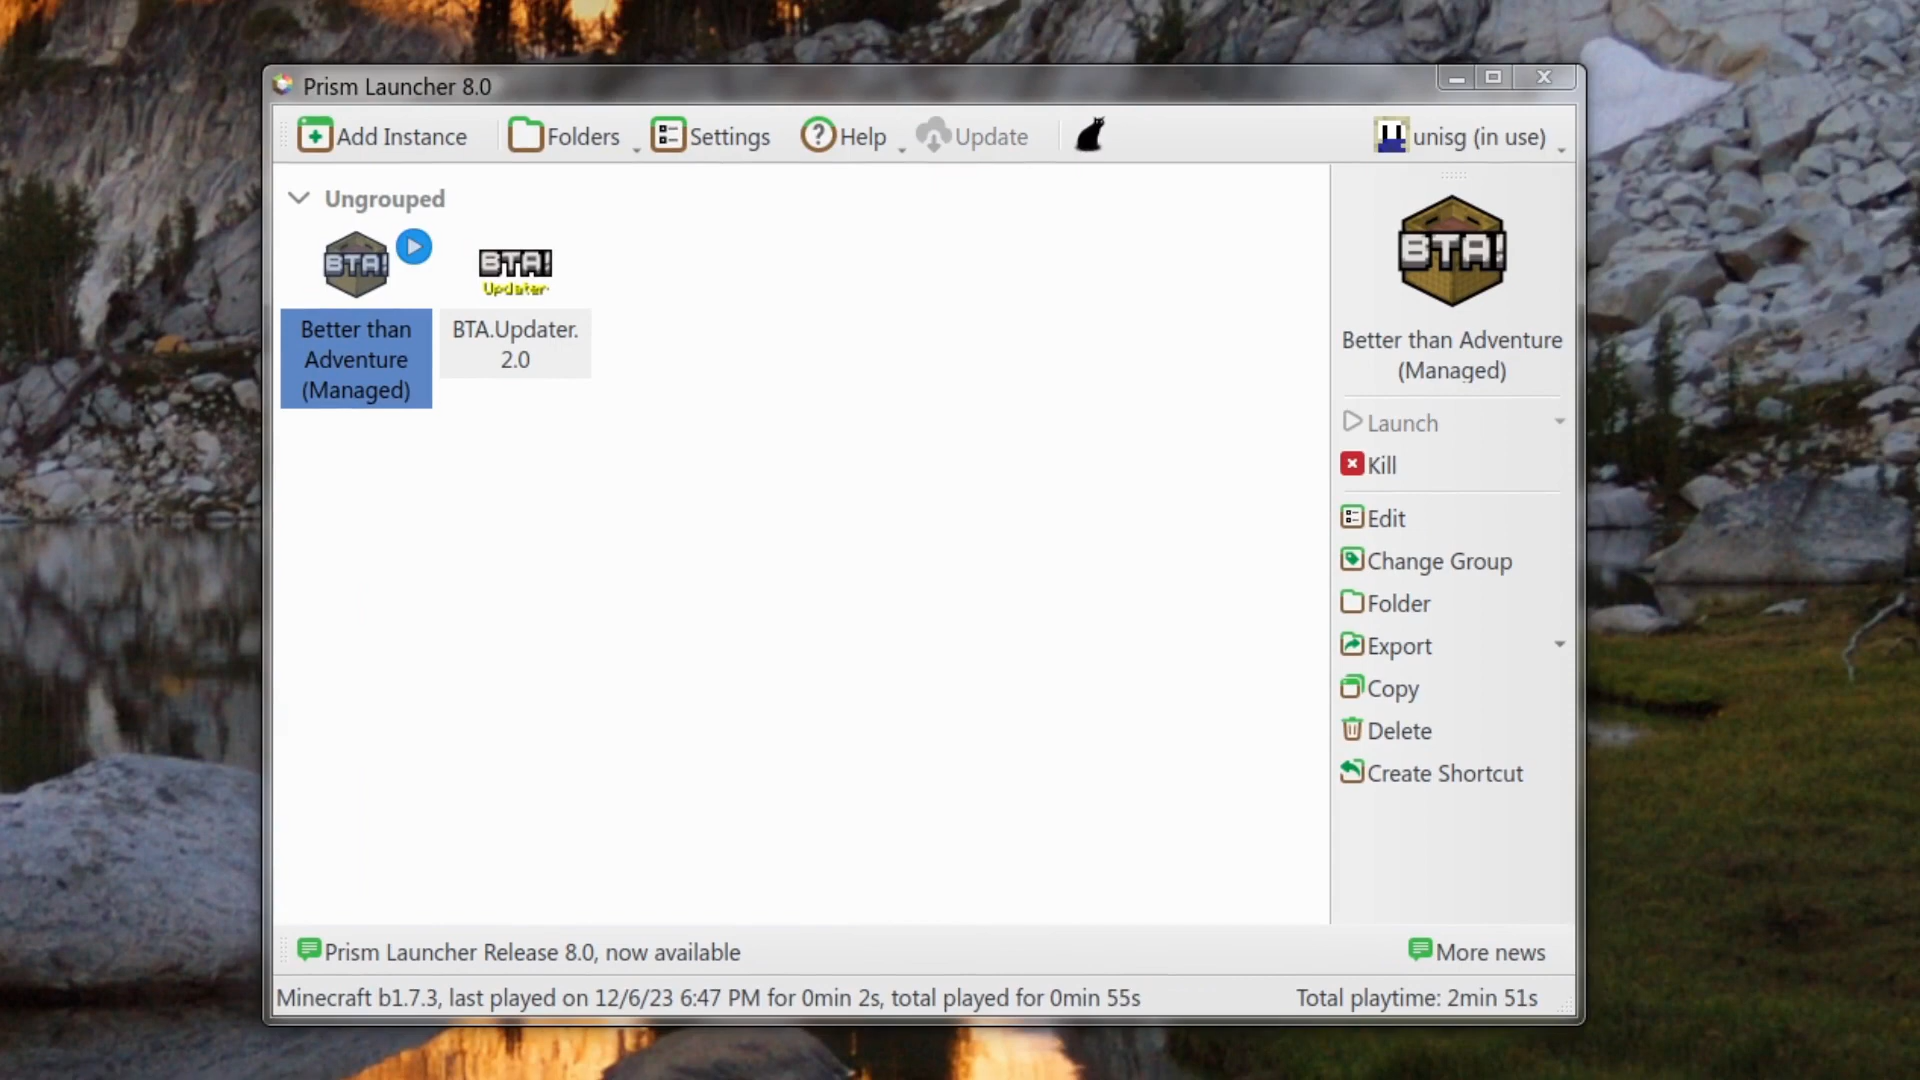 Prism Launcher 8.0
Add Instance
Folders
Settings
Help
Update
unisg (in use)
Ungrouped
BTA!
BTA!
Updater
BTA!
Better than
Adventure
(Managed)
BTA.Updater.
2.0
Better than Adventure
(Managed)
Launch
Kill
Edit
Change Group
Folder
Export
Copy
Delete
Create Shortcut
Prism Launcher Release 8.0, now available
More news
Minecraft b1.7.3, last played on 12/6/23 6:47 PM for 0min 2s, total played for 0min 55s
Total playtime: 2min 51s